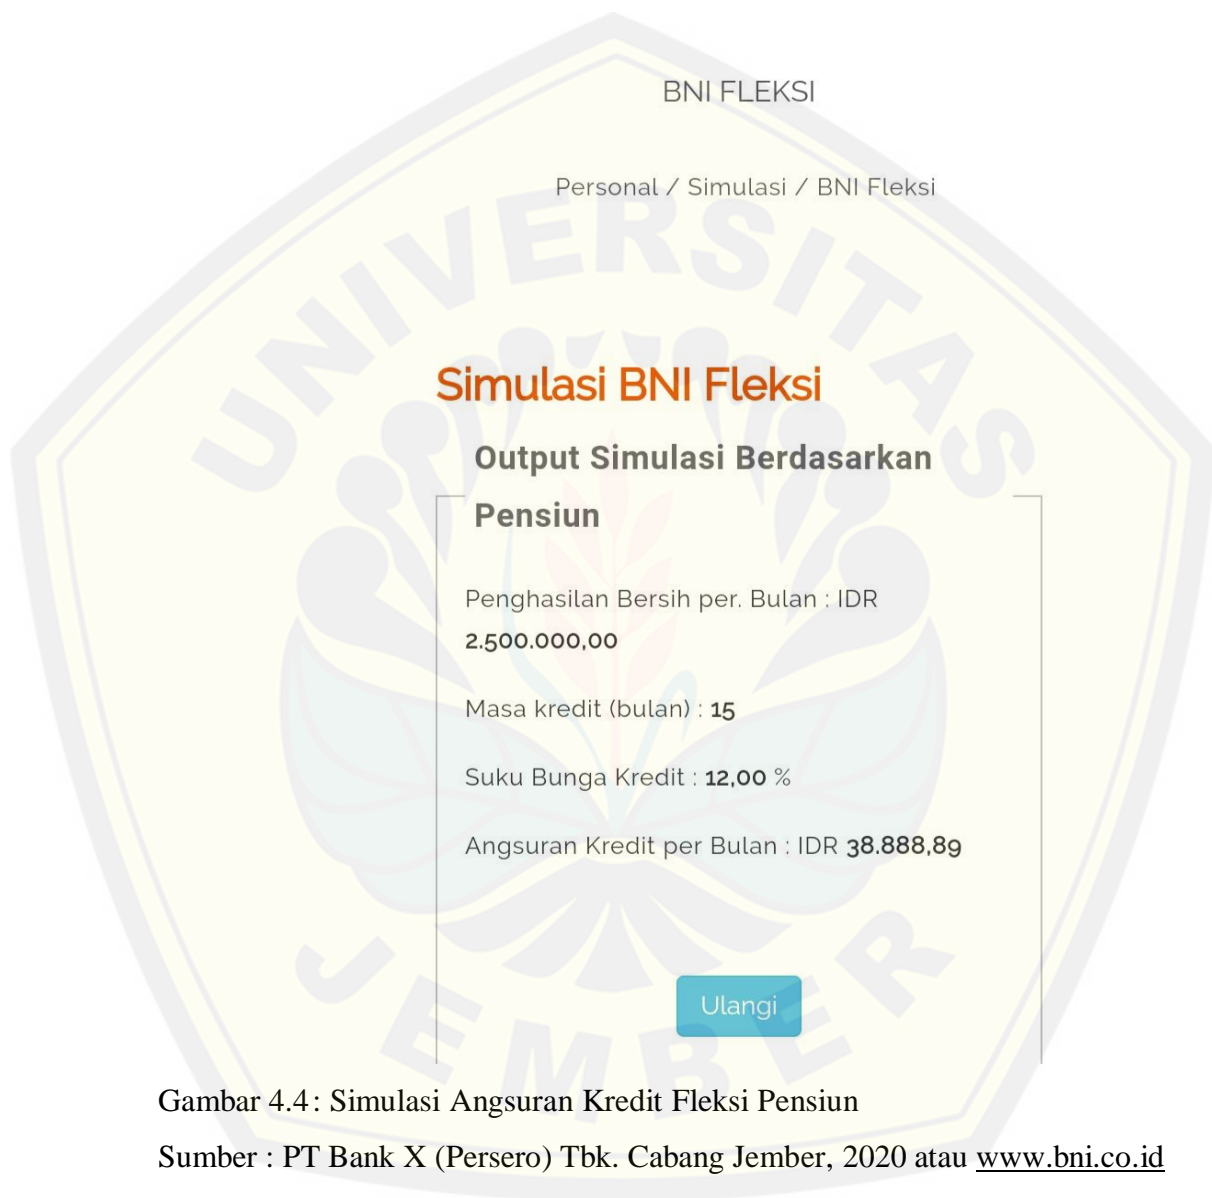 BNI FLEKSI
Personal / Simulasi / BNI Fleksi
UNIVERSITAS
Simulasi BNI Fleksi
Output Simulasi Berdasarkan
Pensiun
Penghasilan Bersih per. Bulan : IDR
2.500.000,00
Masa kredit (bulan) : 15
Suku Bunga Kredit : 12,00 %
Angsuran Kredit per Bulan : IDR 38.888,89
Ulangi
JEMBER
Gambar 4.4: Simulasi Angsuran Kredit Fleksi Pensiun
Sumber : PT Bank X (Persero) Tbk. Cabang Jember, 2020 atau www.bni.co.id